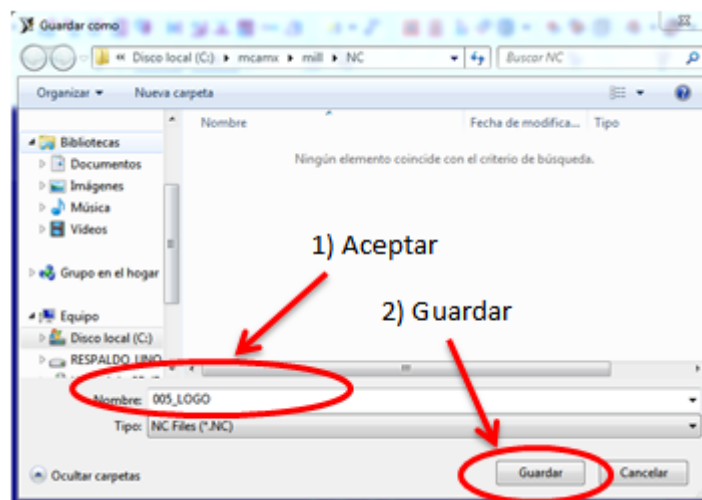 Guardar como
« Disco local (C:) ▸ mcamx ▸ mill ▸ NC
Buscar NC
Organizar
Nueva carpeta
Nombre
Fecha de modifica...
Tipo
Bibliotecas
Ningún elemento coincide con el criterio de búsqueda.
Documentos
Imágenes
Música
Vídeos
1) Aceptar
Grupo en el hogar
2) Guardar
Equipo
Disco local (C:)
RESPALDO_UNO
Nombre: 005_LOGO
Tipo: NC Files (*.NC)
Ocultar carpetas
Guardar
Cancelar